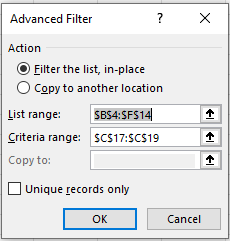 Advanced Filter ? ×
Action
Filter the list, in-place
Copy to another location
List range: $B$4:$F$14
Criteria range: $C$17:$C$19
Copy to:
Unique records only
OK Cancel